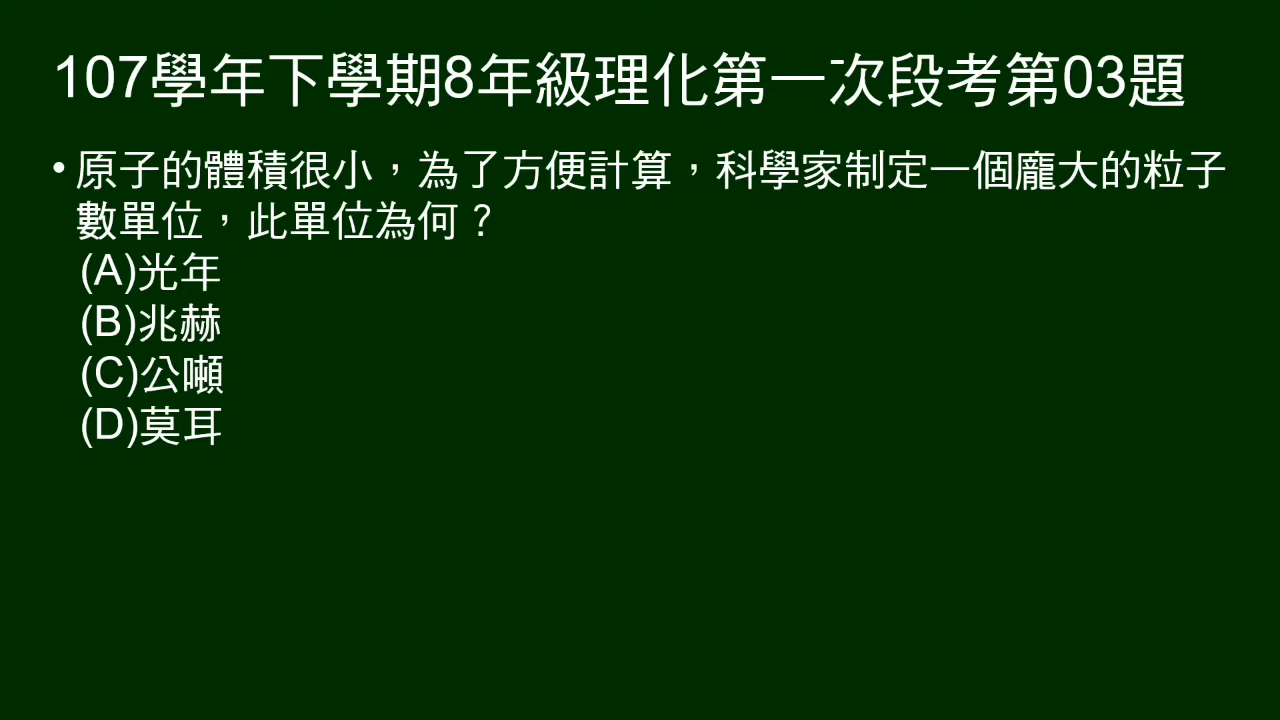 107學年下學期8年級理化第一次段考第03題
• 原子的體積很小，為了方便計算，科學家制定一個龐大的粒子
數單位，此單位為何？
(A)光年
(B)兆赫
(C)公噸
(D)莫耳